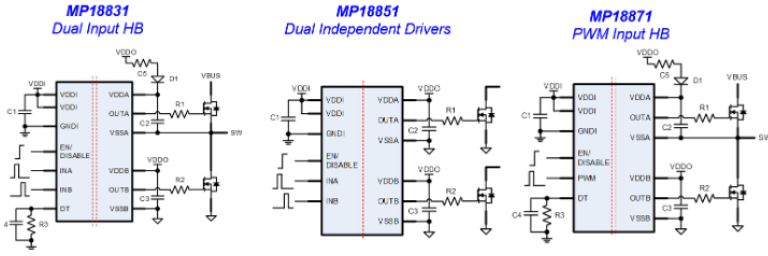 MP18831
Dual Input HB
VDDO
C5
D1
VBUS
VDDI
VDDI
VDDI
C1
GNDI
EN/
DISABLE
INA
INB
DT
4
R3
VDDA
OUTA
R1
C2
VSSA
SW
VDDO
VDDB
OUTB
R2
C3
VSSB
MP18851
Dual Independent Drivers
VDDI
VDDI
VDDI
C1
GNDI
EN/
DISABLE
INA
INB
VDDO
VDDA
OUTA
R1
C2
VSSA
VDDO
VDDB
OUTB
R2
C3
VSSB
MP18871
PWM Input HB
VDDO
C5
D1
VBUS
VDDI
VDDI
VDDI
C1
GNDI
EN/
DISABLE
PWM
DT
C4
R3
VDDA
OUTA
R1
C2
VSSA
SW
VDDO
VDDB
OUTB
R2
C3
VSSB